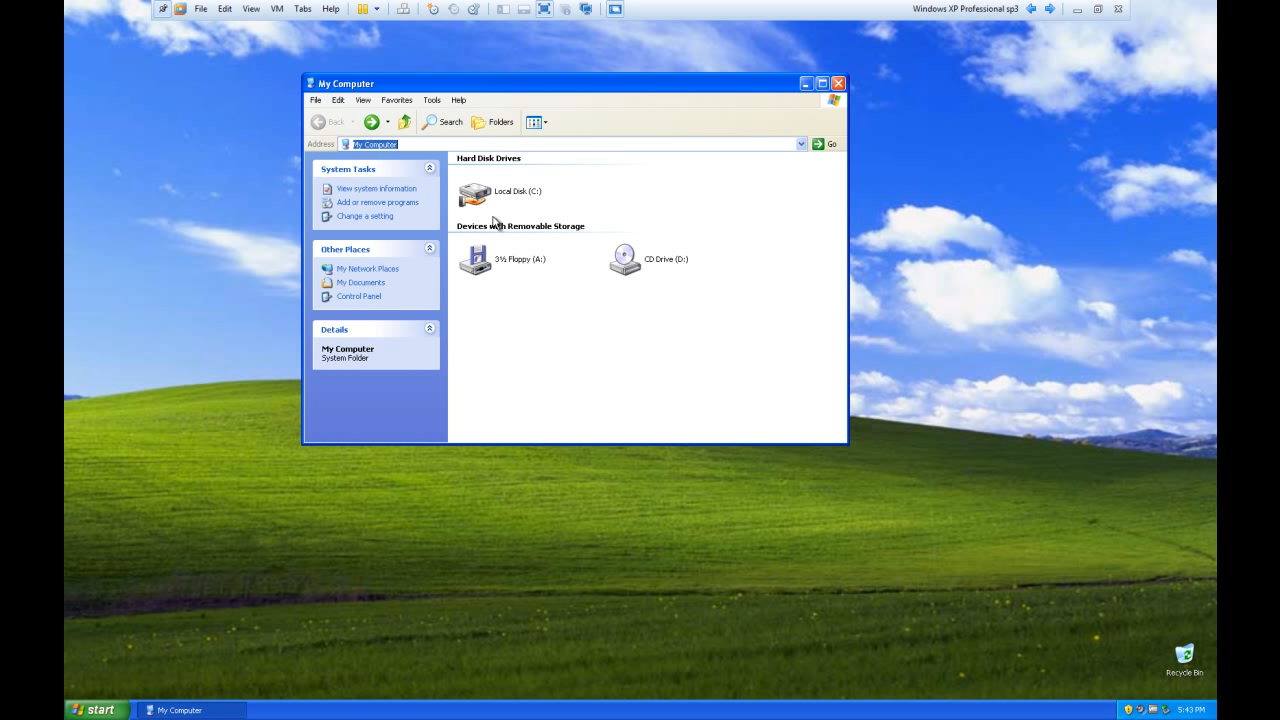 File Edit View VM Tabs Help Windows XP Professional sp3
My Computer
File Edit View Favorites Tools Help
Back Search Folders
Address My Computer Go
System Tasks
View system information
Add or remove programs
Change a setting
Other Places
My Network Places
My Documents
Control Panel
Details
My Computer
System Folder
Hard Disk Drives
Local Disk (C:)
Devices with Removable Storage
3½ Floppy (A:) CD Drive (D:)
Recycle Bin
start My Computer 5:43 PM